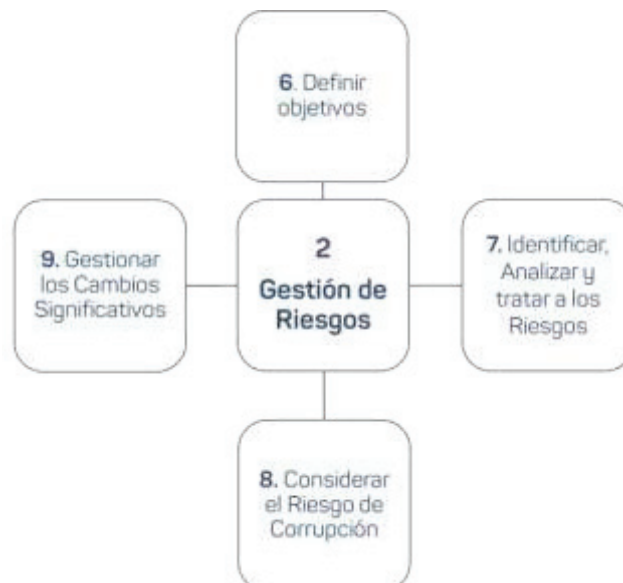 6. Definir
objetivos
9. Gestionar
los Cambios
Significativos
2
Gestión de
Riesgos
7. Identificar,
Analizar y
tratar a los
Riesgos
8. Considerar
el Riesgo de
Corrupción